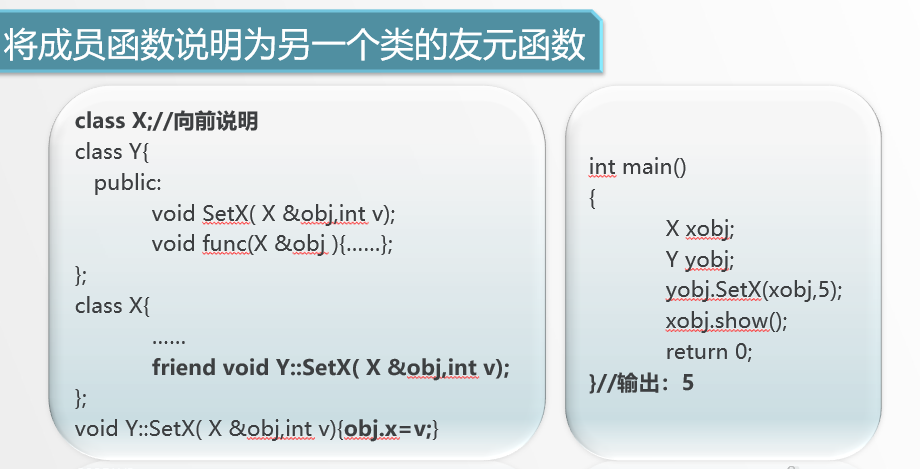 将成员函数说明为另一个类的友元函数
class X;//向前说明
class Y{
public:
void SetX( X &obj,int v);
void func(X &obj ){……};
};
class X{
……
friend void Y::SetX( X &obj,int v);
};
void Y::SetX( X &obj,int v){obj.x=v;}
int main()
{
X xobj;
Y yobj;
yobj.SetX(xobj,5);
xobj.show();
return 0;
}//输出：5